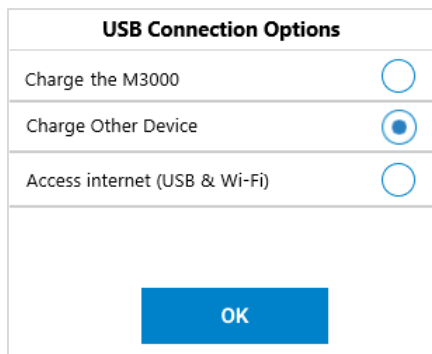 USB Connection Options
Charge the M3000
Charge Other Device
Access internet (USB & Wi-Fi)
OK